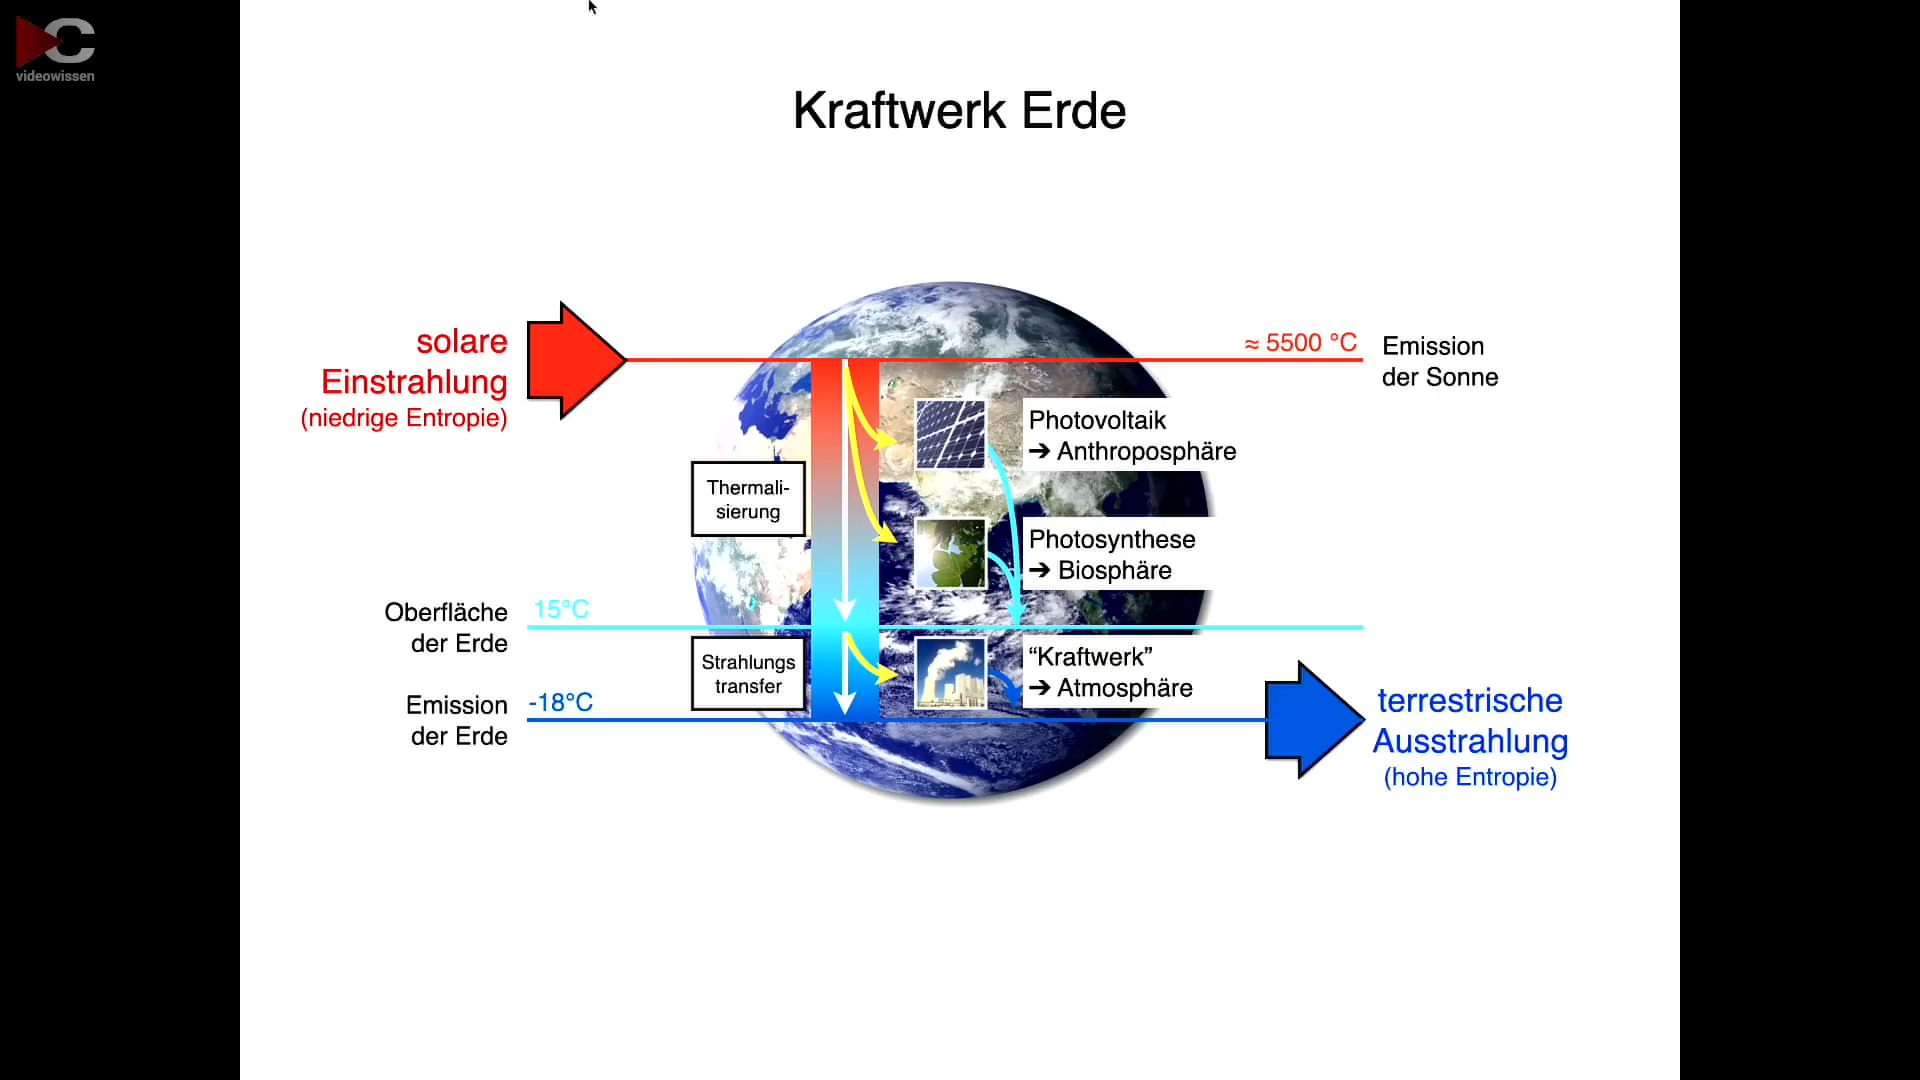 C
videowissen
Kraftwerk Erde
solare
Einstrahlung
(niedrige Entropie)
≈ 5500 °C
Emission
der Sonne
Photovoltaik
➔ Anthroposphäre
Thermali-
sierung
Photosynthese
➔ Biosphäre
Oberfläche
der Erde
15°C
Strahlungs
transfer
“Kraftwerk”
➔ Atmosphäre
Emission
der Erde
-18°C
terrestrische
Ausstrahlung
(hohe Entropie)